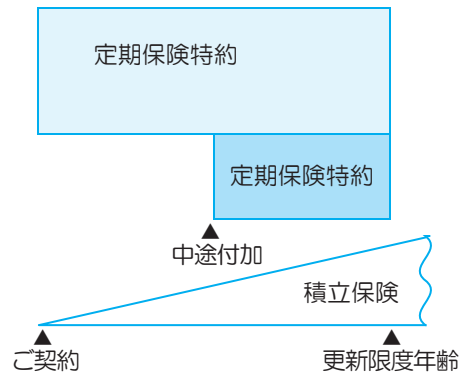 定期保険特約
定期保険特約
▲
中途付加
積立保険
▲ ▲
ご契約 更新限度年齢